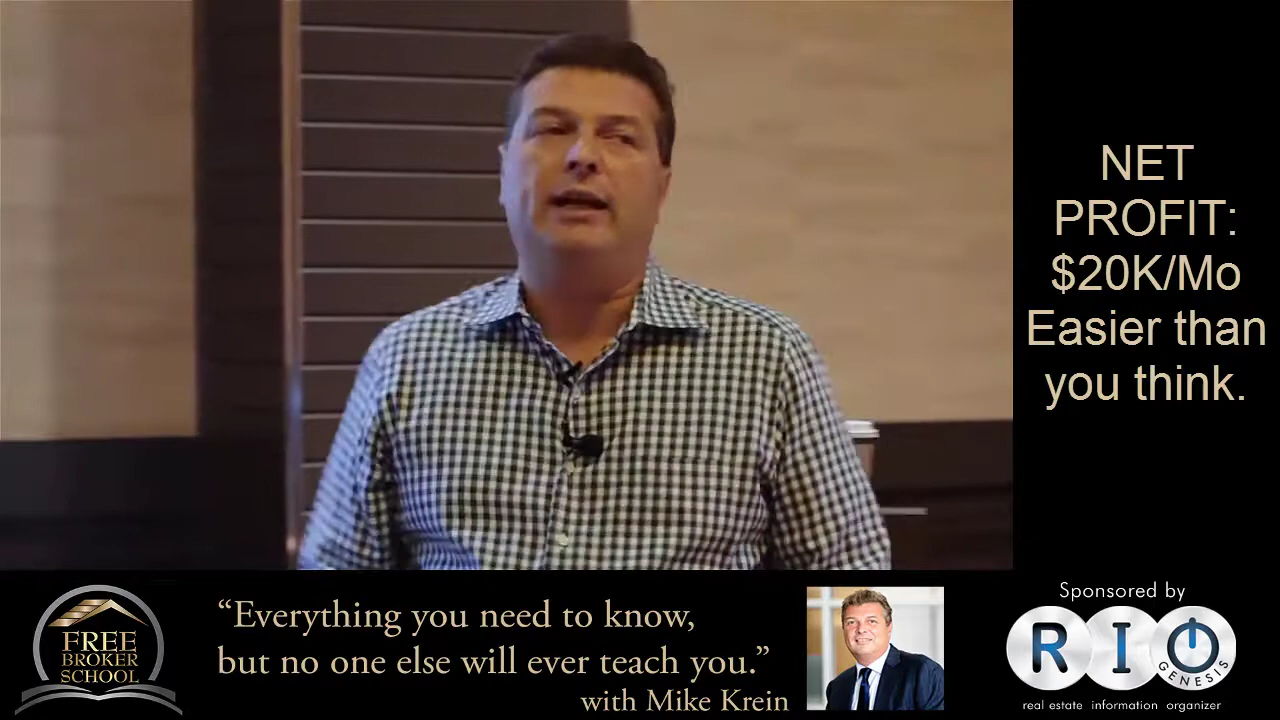 NET
PROFIT:
$20K/Mo
Easier than
you think.
FREE
BROKER
SCHOOL
“Everything you need to know,
but no one else will ever teach you.”
with Mike Krein
Sponsored by
RIO
GENESIS
real estate information organizer